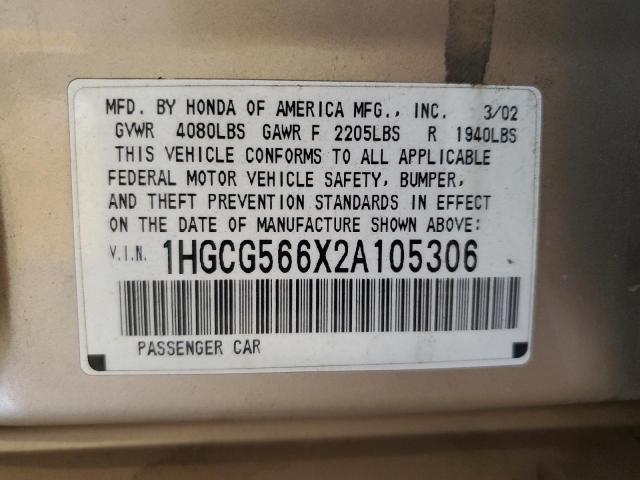 MFD. BY HONDA OF AMERICA MFG., INC. 3/02
GVWR 4080LBS GAWR F 2205LBS R 1940LBS
THIS VEHICLE CONFORMS TO ALL APPLICABLE
FEDERAL MOTOR VEHICLE SAFETY, BUMPER,
AND THEFT PREVENTION STANDARDS IN EFFECT
ON THE DATE OF MANUFACTURE SHOWN ABOVE:
V.I.N. 1HGCG566X2A105306
PASSENGER CAR